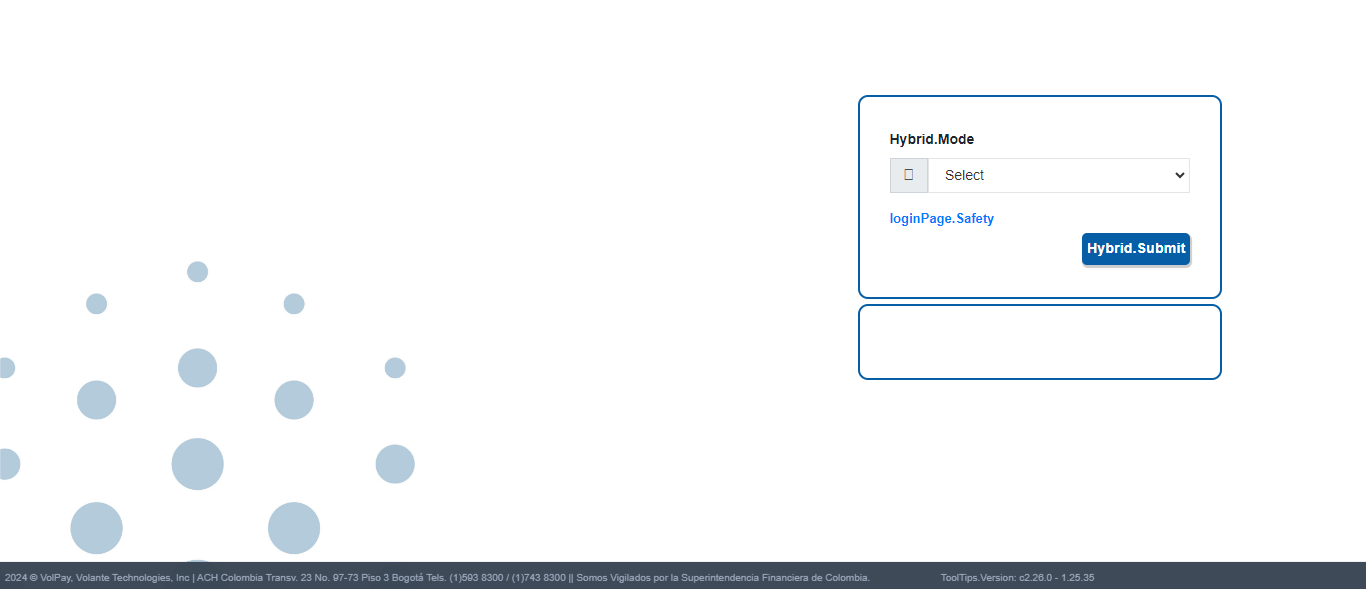 Hybrid.Mode
Select
loginPage.Safety
Hybrid.Submit
2024 © VolPay, Volante Technologies, Inc | ACH Colombia Transv. 23 No. 97-73 Piso 3 Bogotá Tels. (1)593 8300 / (1)743 8300 || Somos Vigilados por la Superintendencia Financiera de Colombia.
ToolTips.Version: c2.26.0 - 1.25.35